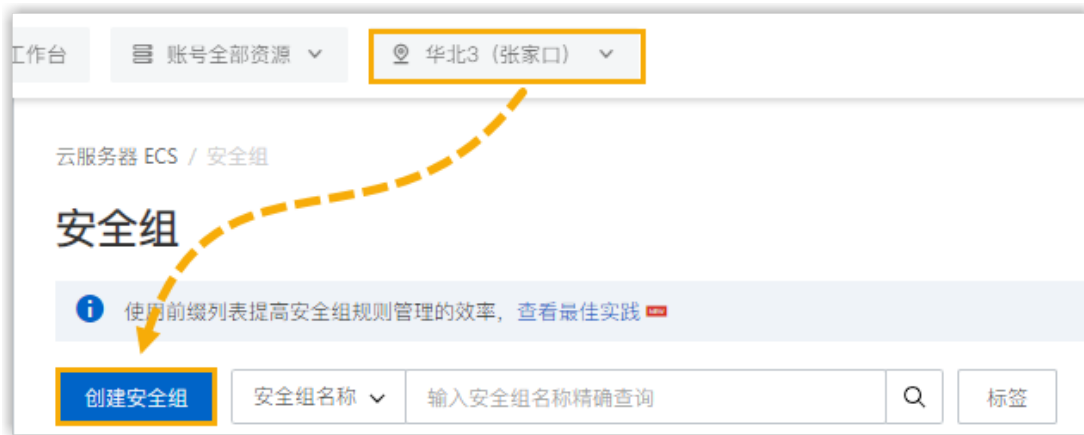 工作台 账号全部资源 华北3（张家口）
云服务器 ECS / 安全组
安全组
使用前缀列表提高安全组规则管理的效率，查看最佳实践 NEW
创建安全组 安全组名称 输入安全组名称精确查询 标签